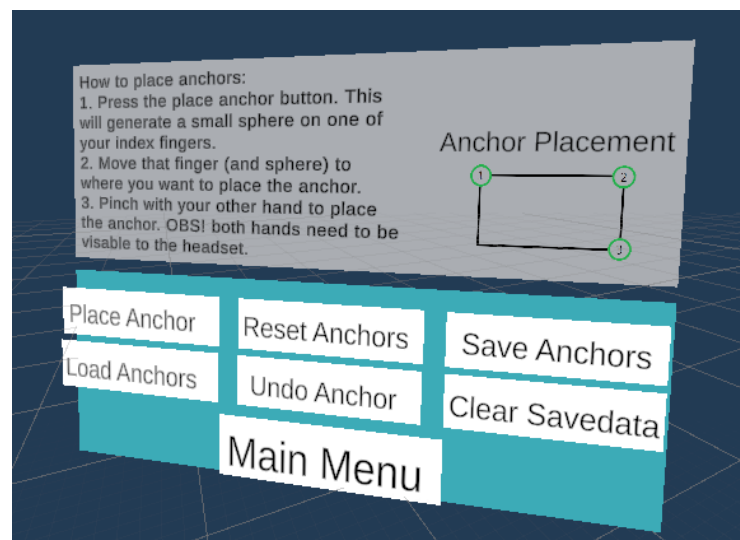 How to place anchors:
1. Press the place anchor button. This
will generate a small sphere on one of
your index fingers.
2. Move that finger (and sphere) to
where you want to place the anchor.
3. Pinch with your other hand to place
the anchor. OBS! both hands need to be
visable to the headset.
Anchor Placement
1
2
3
Place Anchor
Reset Anchors
Save Anchors
Load Anchors
Undo Anchor
Clear Savedata
Main Menu